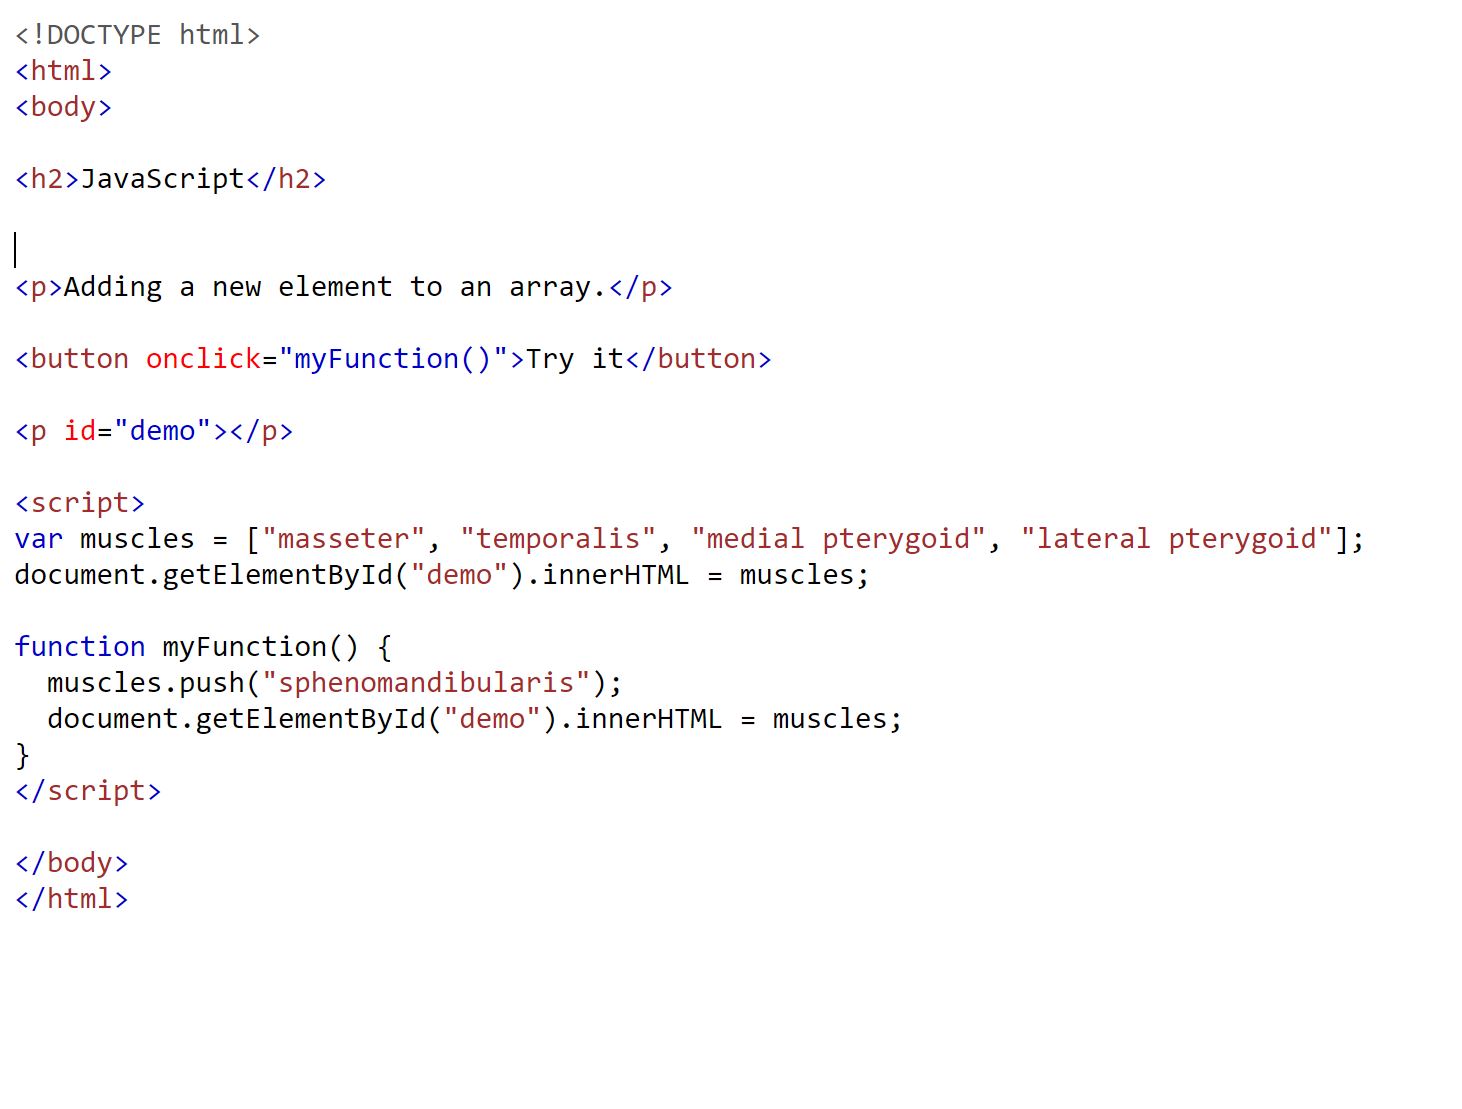 <!DOCTYPE html>
<html>
<body>
<h2>JavaScript</h2>
<p>Adding a new element to an array.</p>
<button onclick="myFunction()">Try it</button>
<p id="demo"></p>
<script>
var muscles = ["masseter", "temporalis", "medial pterygoid", "lateral pterygoid"];
document.getElementById("demo").innerHTML = muscles;
function myFunction() {
  muscles.push("sphenomandibularis");
  document.getElementById("demo").innerHTML = muscles;
}
</script>
</body>
</html>